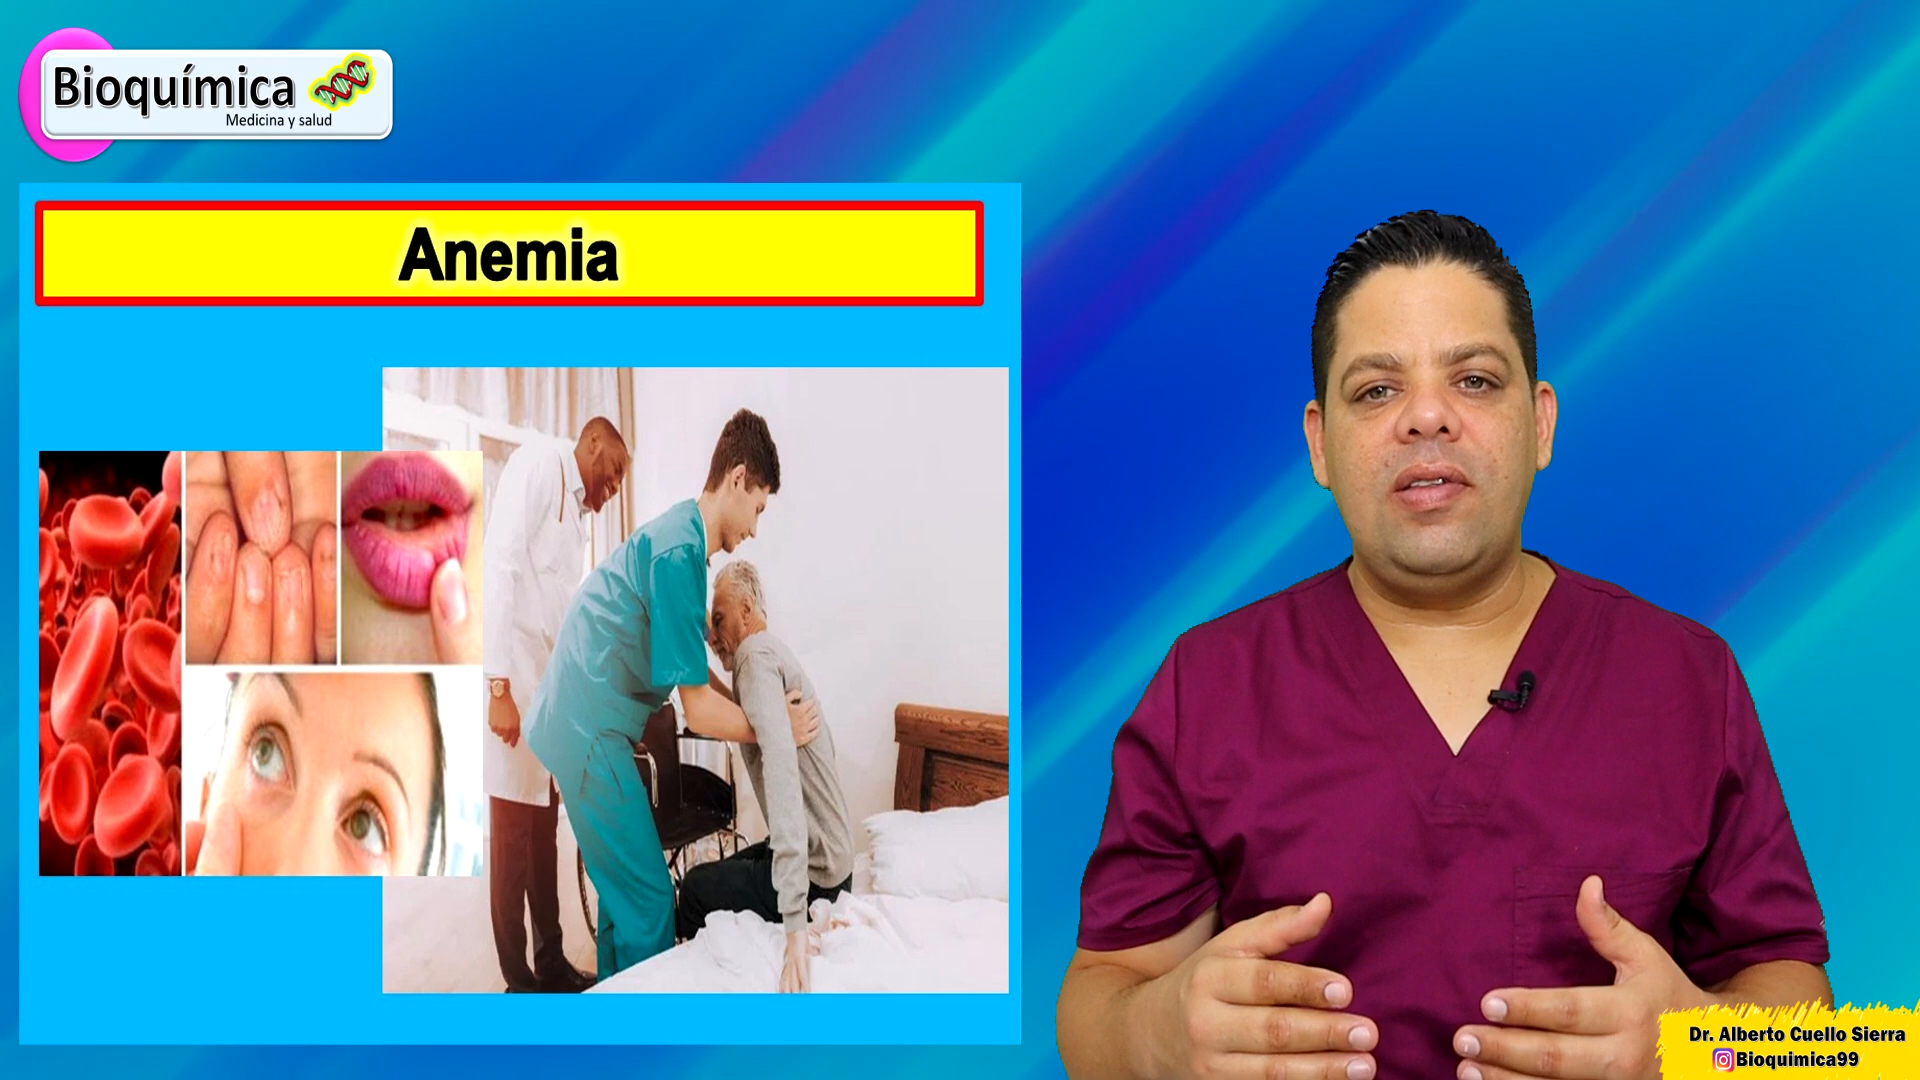 Bioquímica
Medicina y salud
Anemia
Dr. Alberto Cuello Sierra
Bioquimica99